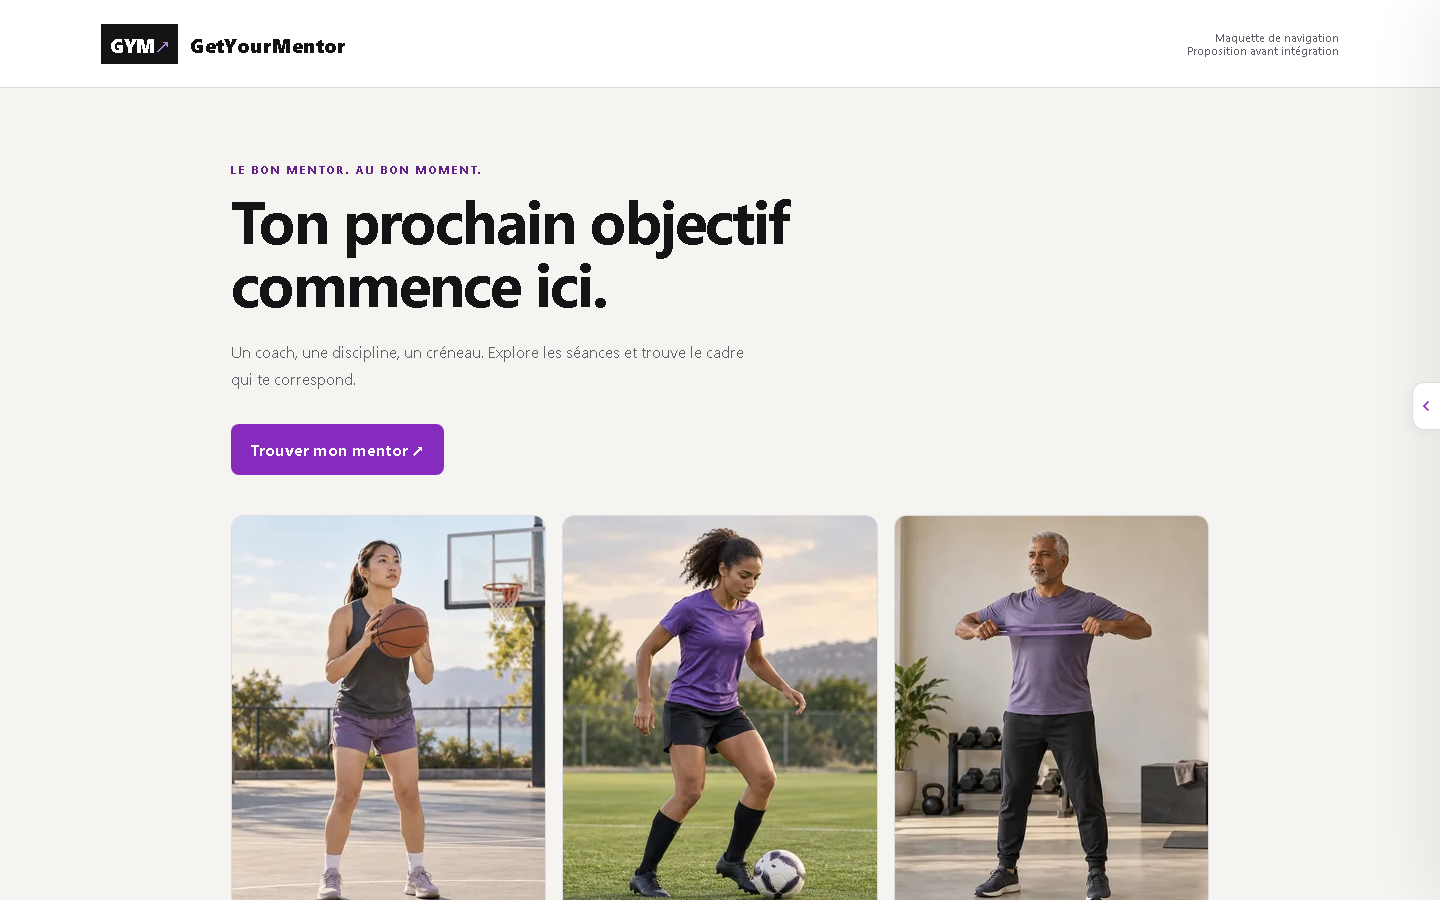 GYM↗ GetYourMentor
Maquette de navigation
Proposition avant intégration
LE BON MENTOR. AU BON MOMENT.
Ton prochain objectif
commence ici.
Un coach, une discipline, un créneau. Explore les séances et trouve le cadre
qui te correspond.
Trouver mon mentor ↗